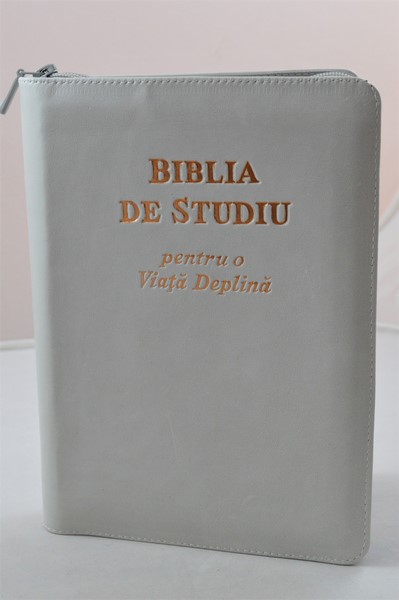 BIBLIA
DE STUDIU
pentru o
Viață Deplină